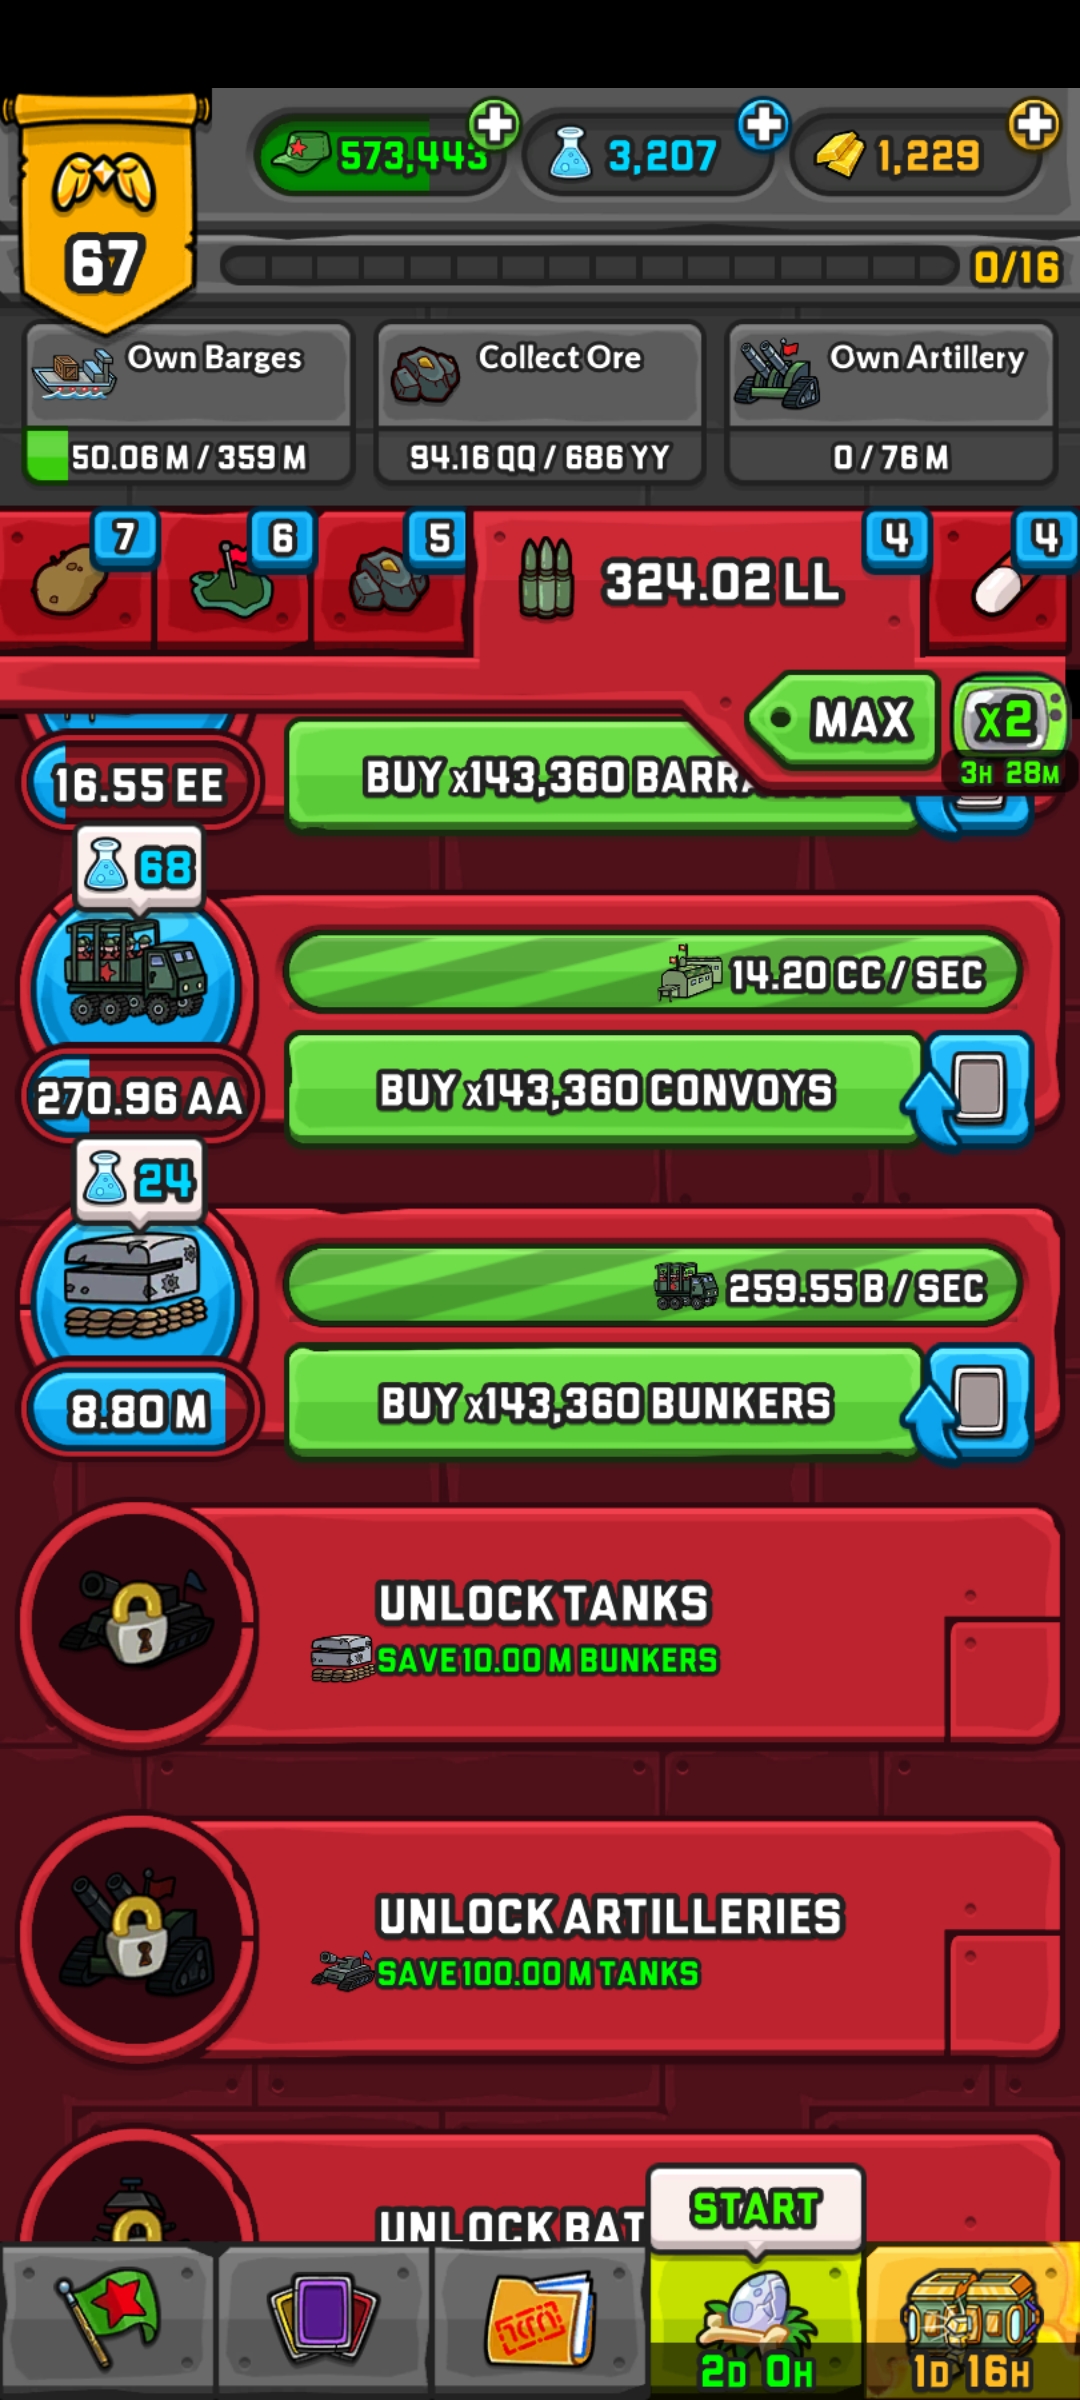 573,443
3,207
1,229
67
0/16
Own Barges
Collect Ore
Own Artillery
50.06 M / 359 M
94.16 QQ / 686 YY
0 / 76 M
7
6
5
324.02 LL
4
4
MAX
x2
3H 28M
16.55 EE
BUY x143,360
68
14.20 CC / SEC
270.96 AA
BUY x143,360 CONVOYS
24
259.55 B / SEC
8.80 M
BUY x143,360 BUNKERS
UNLOCK TANKS
SAVE 10.00 M BUNKERS
UNLOCK ARTILLERIES
SAVE 100.00 M TANKS
UNLOCK
START
2D 0H
1D 16H